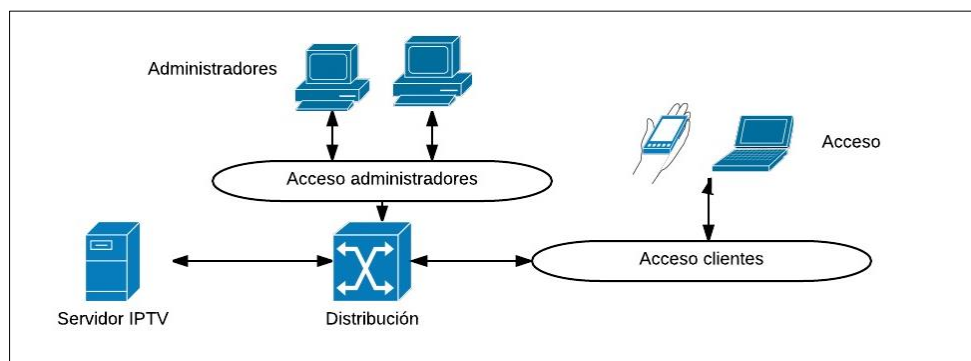 Administradores
Acceso
Acceso administradores
Acceso clientes
Servidor IPTV
Distribución